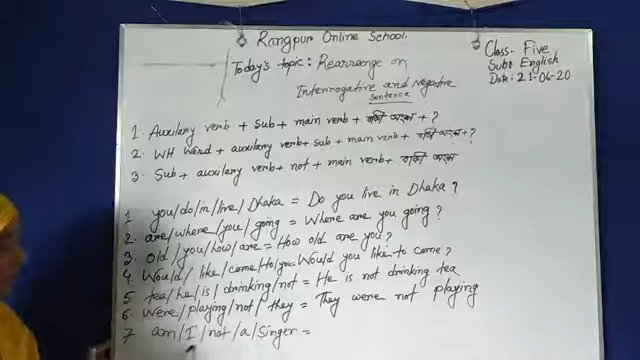 Rangpur Online School.
Class- Five
Sub: English
Date: 21-06-20
Today's topic: Rearrange on
Interrogative and Negative
Sentence
1. Auxilary verb + sub + main verb + বাকী অংশ + ?
2. WH Word + auxilary verb + sub + main verb + বাকী অংশ + ?
3. Sub + auxilary verb + not + main verb + বাকী অংশ
1 you/do/in/live/Dhaka = Do you live in Dhaka?
2. are/where/you/going = Where are you going?
3. old/you/how/are = How old are you?
4. Would/like/come/to/you = Would you like to come?
5 tea/he/is/drinking/not = He is not drinking tea
6. were/playing/not/they = They were not playing
7 am/I/not/a/Singer =